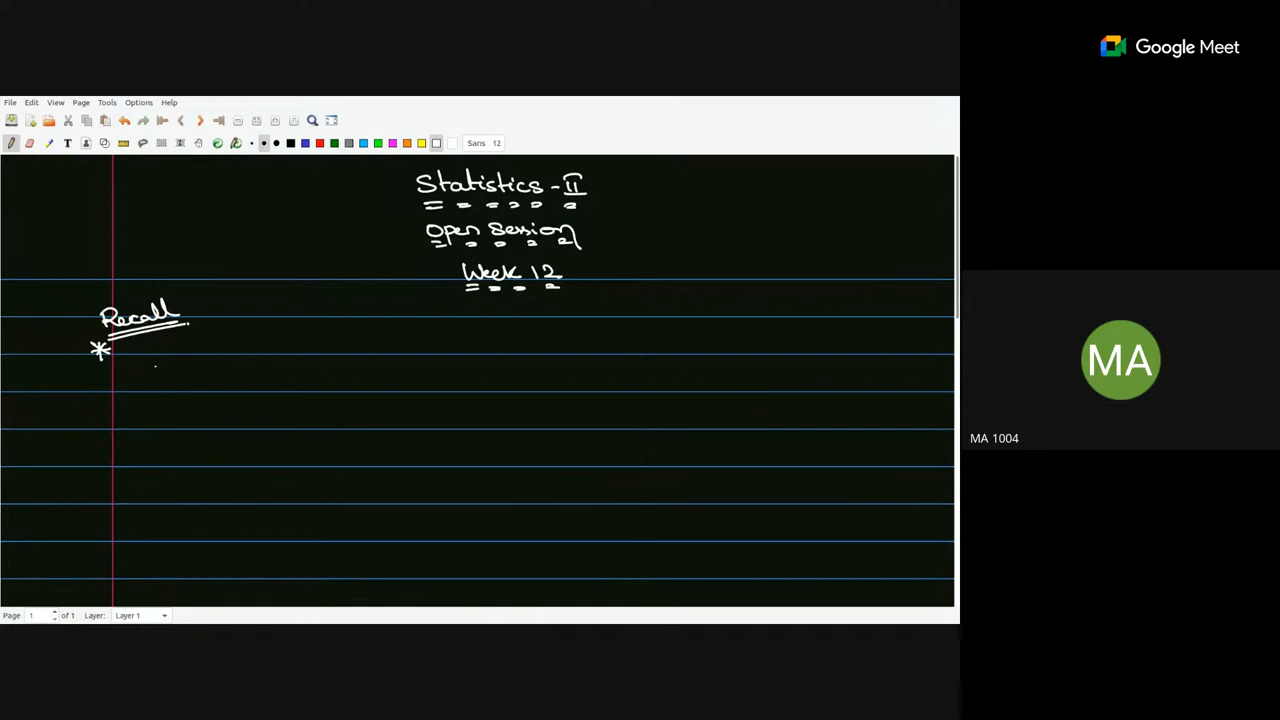 Google Meet
File Edit View Page Tools Options Help
Sans 12
Statistics - II
Open Session
Week 12
Recall
*
MA
MA 1004
Page 1 of 1 Layer: Layer 1